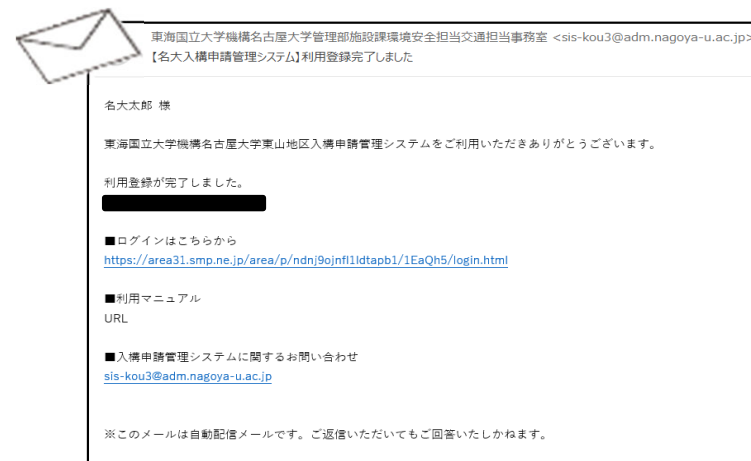 東海国立大学機構名古屋大学管理部施設課環境安全担当交通担当事務室 <sis-kou3@adm.nagoya-u.ac.jp>
【名大入構申請管理システム】利用登録完了しました
名大太郎 様
東海国立大学機構名古屋大学東山地区入構申請管理システムをご利用いただきありがとうございます。
利用登録が完了しました。
■ログインはこちらから
https://area31.smp.ne.jp/area/p/ndnj9ojnfl1ldtapb1/1EaQh5/login.html
■利用マニュアル
URL
■入構申請管理システムに関するお問い合わせ
sis-kou3@adm.nagoya-u.ac.jp
※このメールは自動配信メールです。ご返信いただいてもご回答いたしかねます。